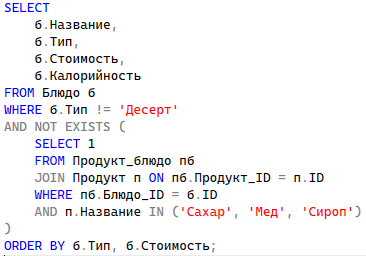 SELECT
    б.Название,
    б.Тип,
    б.Стоимость,
    б.Калорийность
FROM Блюдо б
WHERE б.Тип != 'Десерт'
AND NOT EXISTS (
    SELECT 1
    FROM Продукт_блюдо пб
    JOIN Продукт п ON пб.Продукт_ID = п.ID
    WHERE пб.Блюдо_ID = б.ID
    AND п.Название IN ('Сахар', 'Мед', 'Сироп')
)
ORDER BY б.Тип, б.Стоимость;